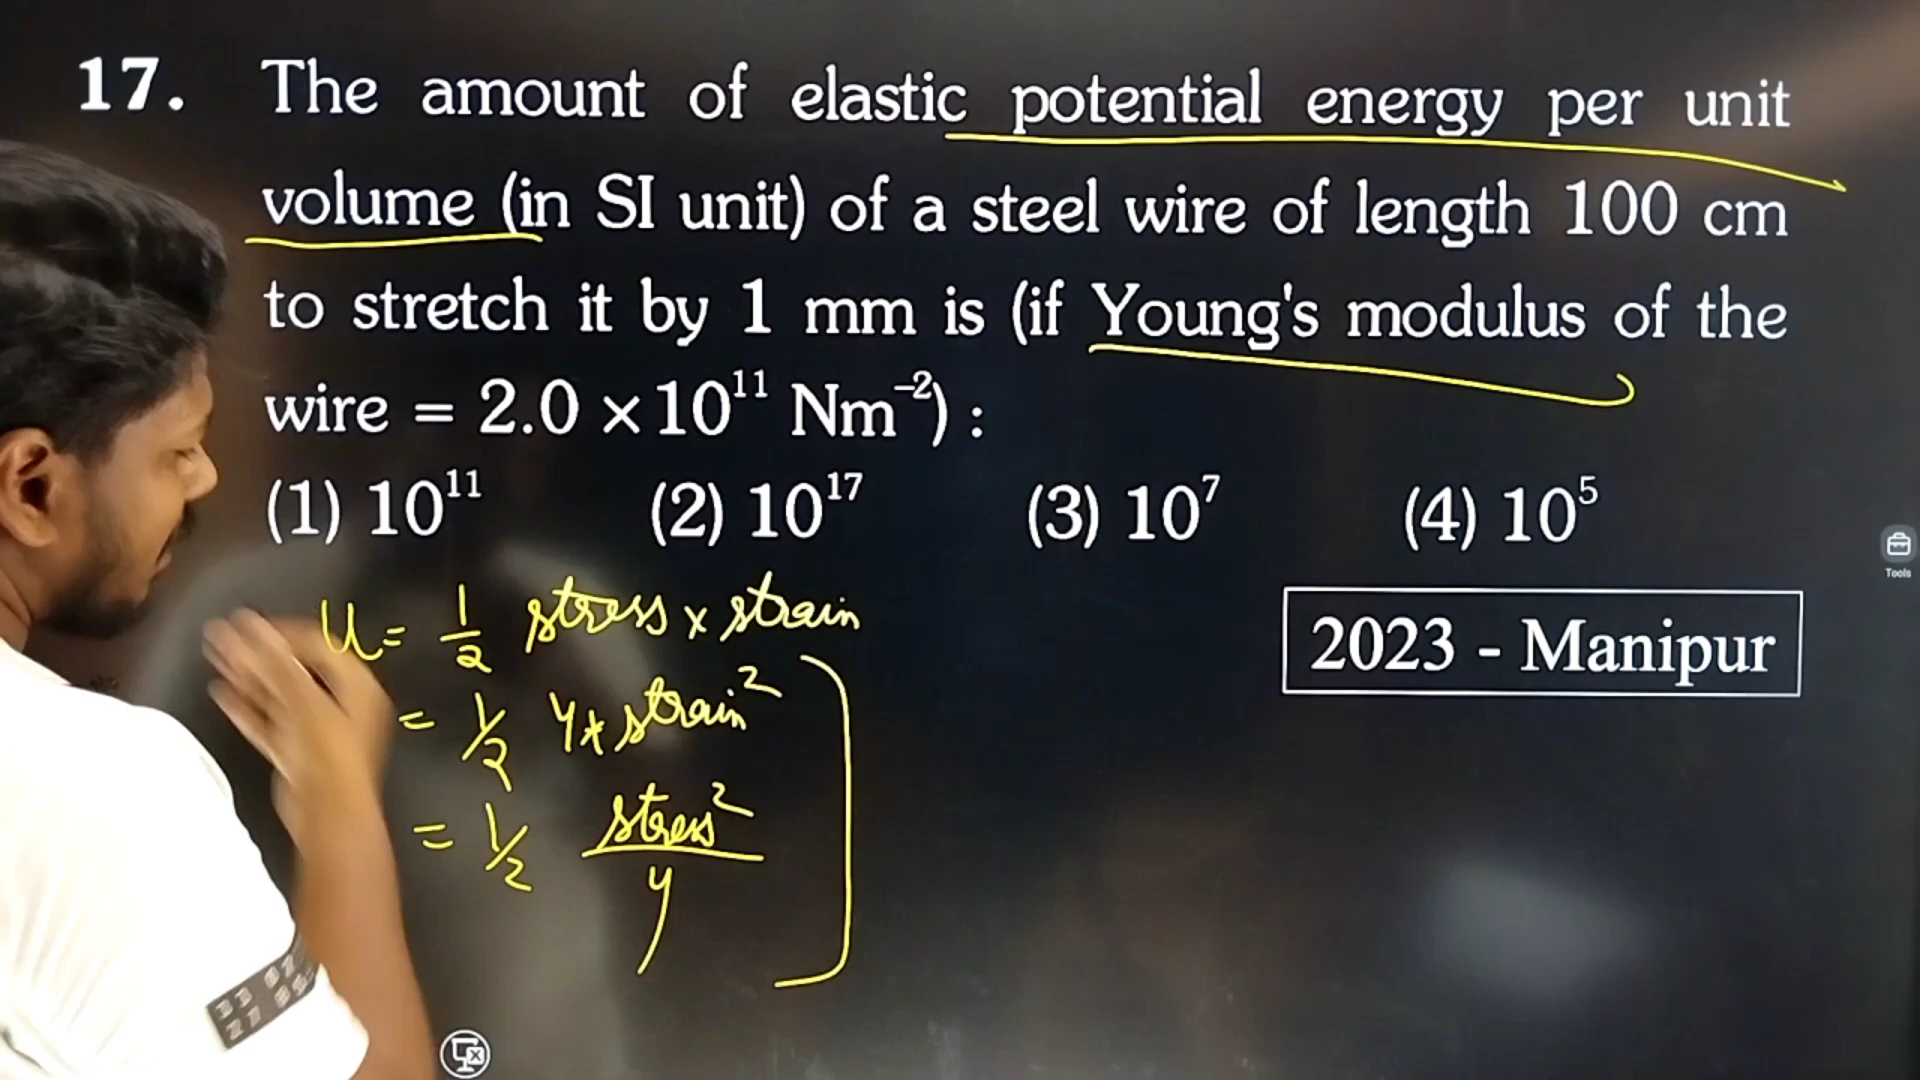 17. The amount of elastic potential energy per unit
volume (in SI unit) of a steel wire of length 100 cm
to stretch it by 1 mm is (if Young's modulus of the
wire = 2.0 × 10¹¹ Nm⁻²) :
(1) 10¹¹ (2) 10¹⁷ (3) 10⁷ (4) 10⁵
Tools
2023 - Manipur
U = 1/2 stress × strain
= 1/2 Y × strain²
= 1/2 stress²/Y